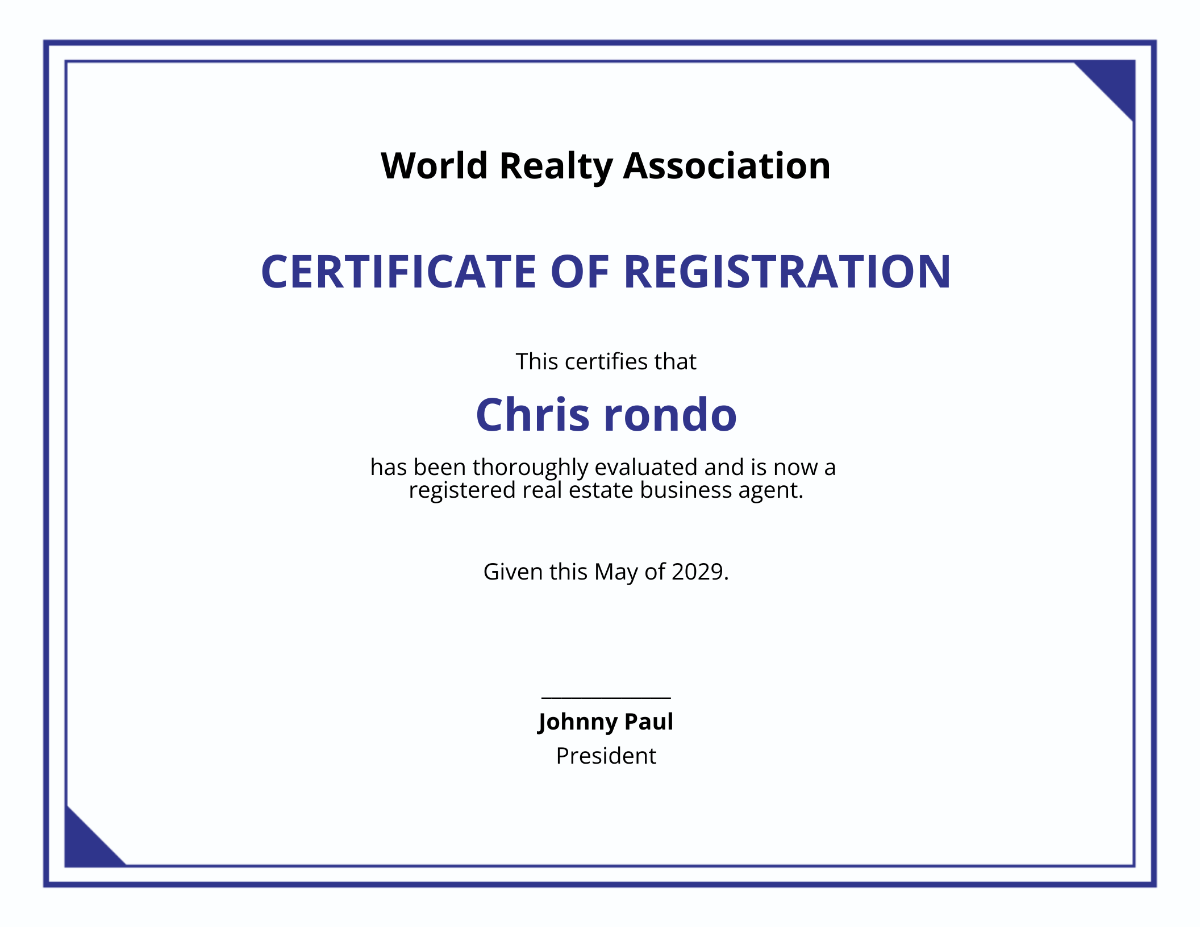 World Realty Association
CERTIFICATE OF REGISTRATION
This certifies that
Chris rondo
has been thoroughly evaluated and is now a
registered real estate business agent.
Given this May of 2029.
Johnny Paul
President